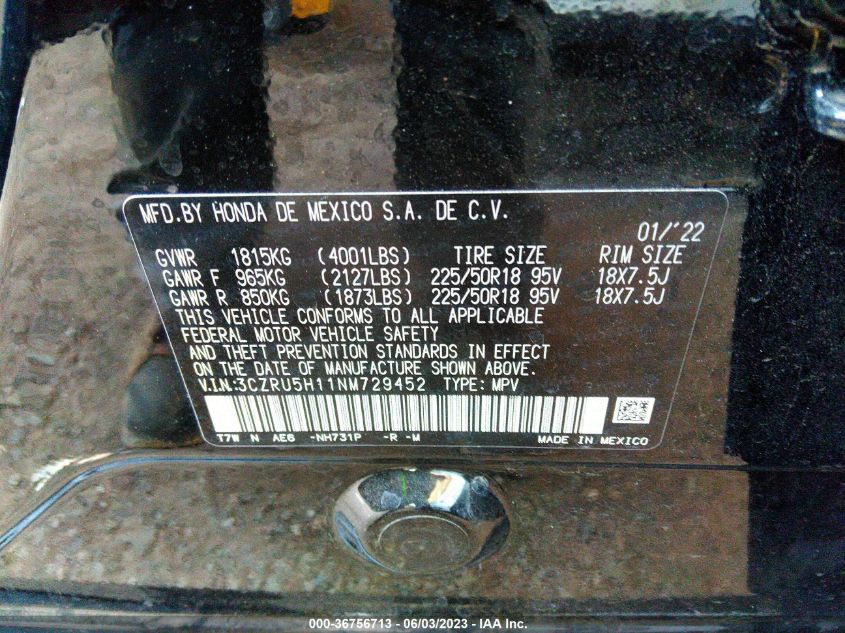 MFD.BY HONDA DE MEXICO S.A. DE C.V.
01/'22
GVWR 1815KG (4001LBS) TIRE SIZE RIM SIZE
GAWR F 965KG (2127LBS) 225/50R18 95V 18X7.5J
GAWR R 850KG (1873LBS) 225/50R18 95V 18X7.5J
THIS VEHICLE CONFORMS TO ALL APPLICABLE
FEDERAL MOTOR VEHICLE SAFETY
AND THEFT PREVENTION STANDARDS IN EFFECT
ON THE DATE OF MANUFACTURE SHOWN ABOVE.
V.I.N:3CZRU5H11NM729452 TYPE: MPV
T7W N AE6 -NH731P -R -M MADE IN MEXICO
000-36756713 - 06/03/2023 - IAA Inc.